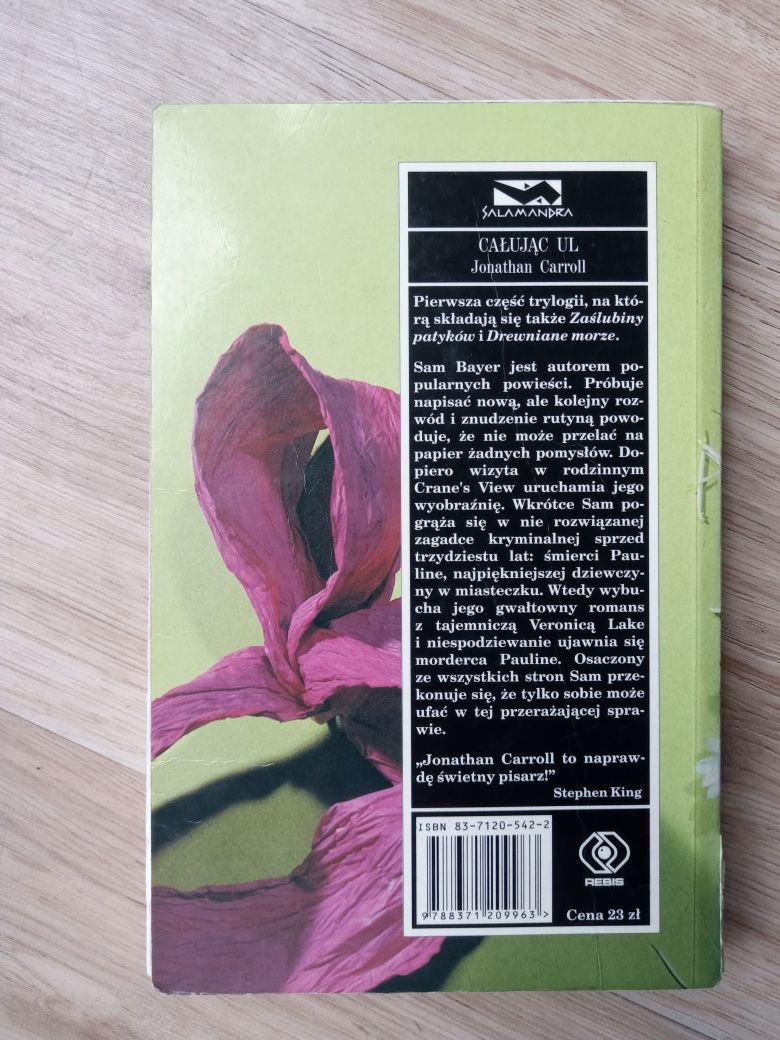 SALAMANDRA
CAŁUJĄC UL
Jonathan Carroll
Pierwsza część trylogii, na któ-
rą składają się także Zaślubiny
patyków i Drewniane morze.
Sam Bayer jest autorem po-
pularnych powieści. Próbuje
napisać nową, ale kolejny roz-
wód i znudzenie rutyną powo-
duje, że nie może przelać na
papier żadnych pomysłów. Do-
piero wizyta w rodzinnym
Crane's View uruchamia jego
wyobraźnię. Wkrótce Sam po-
grąża się w nie rozwiązanej
zagadce kryminalnej sprzed
trzydziestu lat: śmierci Pau-
line, najpiękniejszej dziewczy-
ny w miasteczku. Wtedy wybu-
cha jego gwałtowny romans
z tajemniczą Veronicą Lake
i niespodziewanie ujawnia się
morderca Pauline. Osaczony
ze wszystkich stron Sam prze-
konuje się, że tylko sobie może
ufać w tej przerażającej spra-
wie.
„Jonathan Carroll to napraw-
dę świetny pisarz!”
Stephen King
ISBN 83-7120-542-2
9788371209963>
REBIS
Cena 23 zł